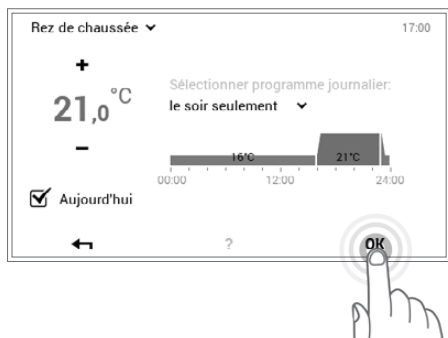 Rez de chaussée
17:00
+
21,0°C
–
Sélectionner programme journalier:
le soir seulement
16°C
21°C
00:00
12:00
24:00
Aujourd'hui
?
OK